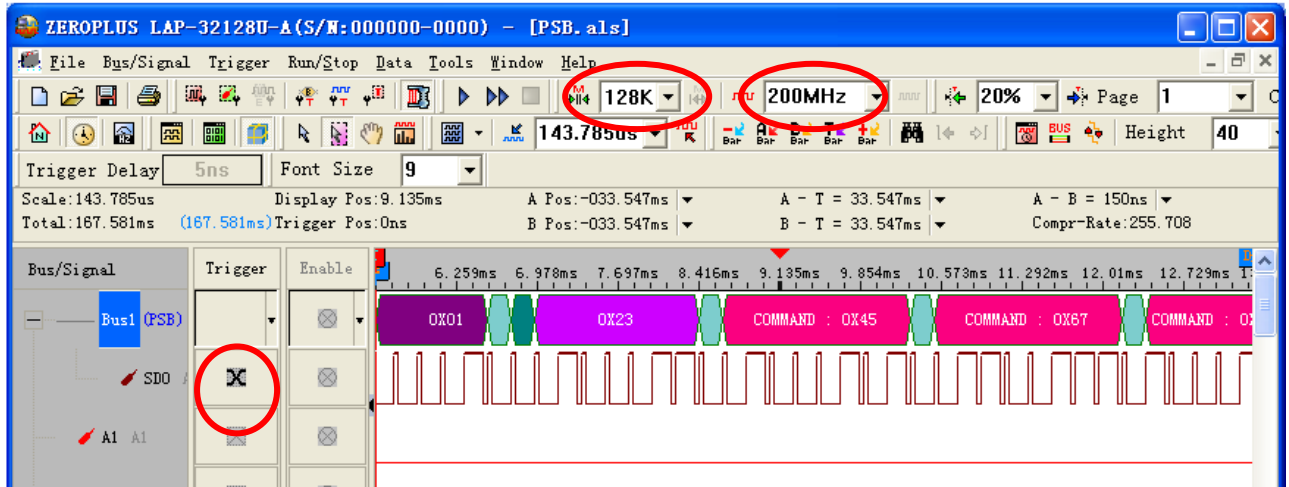 ZEROPLUS LAP-32128U-A(S/N:000000-0000) - [PSB.als]
File Bus/Signal Trigger Run/Stop Data Tools Window Help
128K 200MHz 20% Page 1
143.785us Bar Bar Bar Bar Bar BUS Height 40
Trigger Delay 5ns Font Size 9
Scale:143.785us Display Pos:9.135ms A Pos:-033.547ms A - T = 33.547ms A - B = 150ns
Total:167.581ms (167.581ms) Trigger Pos:0ns B Pos:-033.547ms B - T = 33.547ms Compr-Rate:255.708
Bus/Signal Trigger Enable 6.259ms 6.978ms 7.697ms 8.416ms 9.135ms 9.854ms 10.573ms 11.292ms 12.01ms 12.729ms
Bus1 (PSB) 0X01 0X23 COMMAND : 0X45 COMMAND : 0X67 COMMAND :
SDO
A1 A1